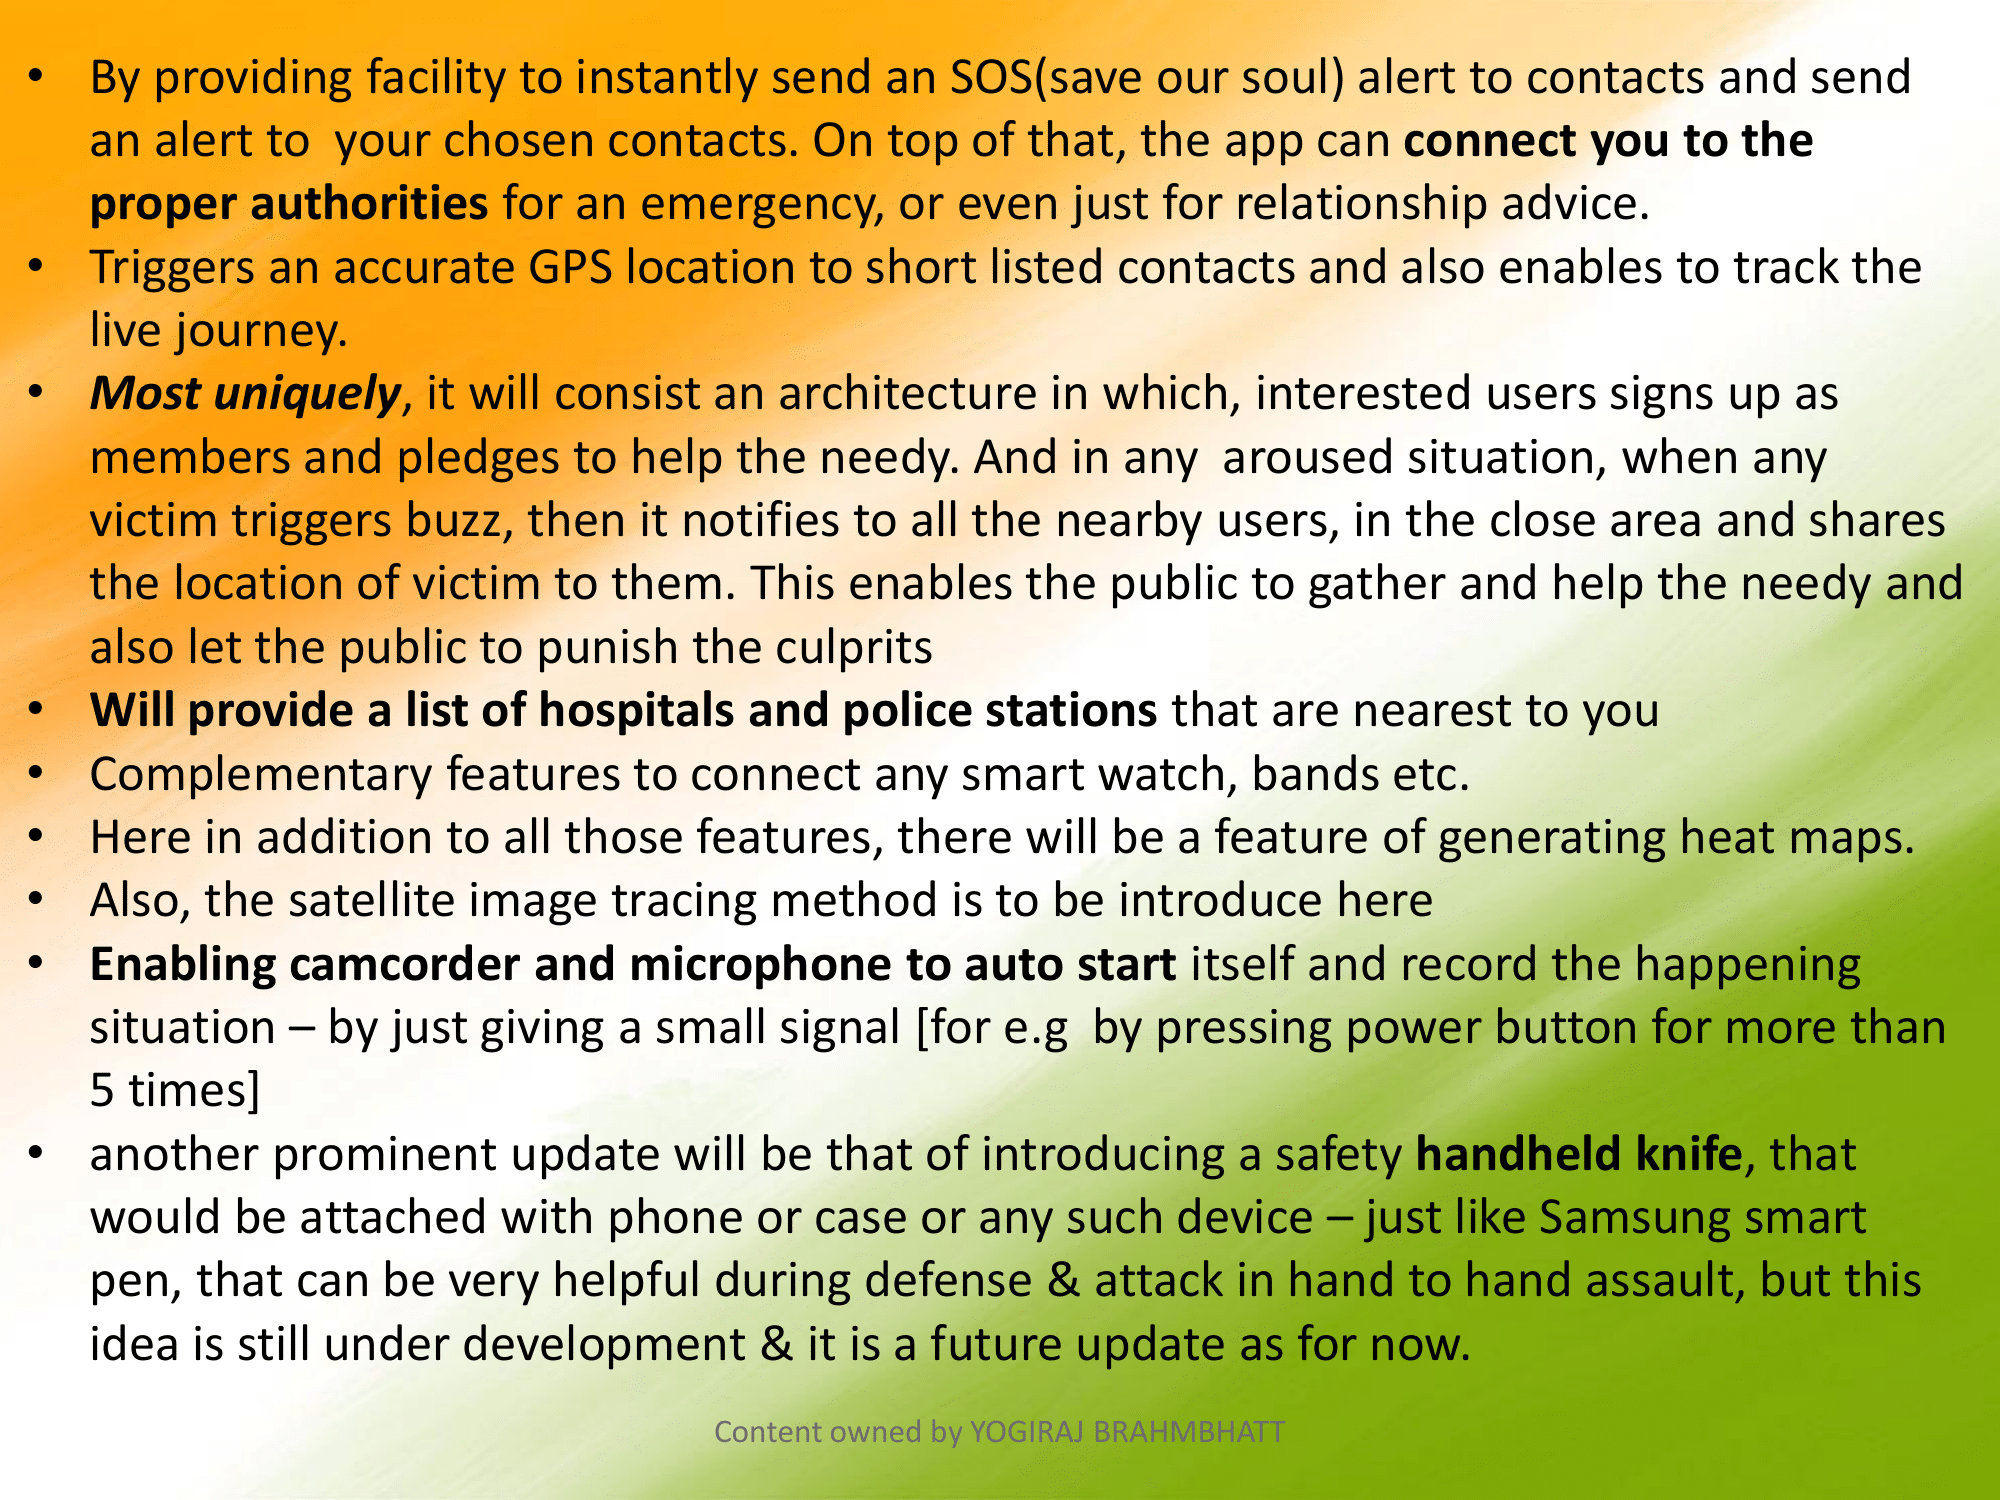 • By providing facility to instantly send an SOS(save our soul) alert to contacts and send
an alert to  your chosen contacts. On top of that, the app can connect you to the
proper authorities for an emergency, or even just for relationship advice.
• Triggers an accurate GPS location to short listed contacts and also enables to track the
live journey.
• Most uniquely, it will consist an architecture in which, interested users signs up as
members and pledges to help the needy. And in any  aroused situation, when any
victim triggers buzz, then it notifies to all the nearby users, in the close area and shares
the location of victim to them. This enables the public to gather and help the needy and
also let the public to punish the culprits
• Will provide a list of hospitals and police stations that are nearest to you
• Complementary features to connect any smart watch, bands etc.
• Here in addition to all those features, there will be a feature of generating heat maps.
• Also, the satellite image tracing method is to be introduce here
• Enabling camcorder and microphone to auto start itself and record the happening
situation – by just giving a small signal [for e.g  by pressing power button for more than
5 times]
• another prominent update will be that of introducing a safety handheld knife, that
would be attached with phone or case or any such device – just like Samsung smart
pen, that can be very helpful during defense & attack in hand to hand assault, but this
idea is still under development & it is a future update as for now.
Content owned by YOGIRAJ BRAHMBHATT